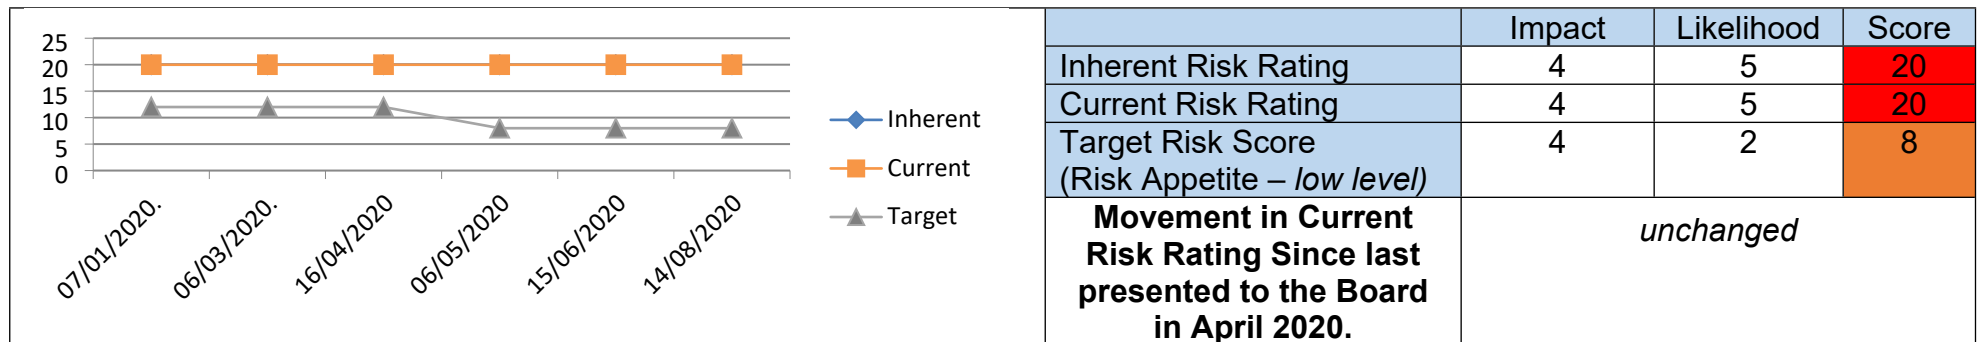 25
20
15
10
5
0
07/01/2020.
06/03/2020.
16/04/2020
06/05/2020
15/06/2020
14/08/2020
Inherent
Current
Target
Impact Likelihood Score
Inherent Risk Rating 4 5 20
Current Risk Rating 4 5 20
Target Risk Score 4 2 8
(Risk Appetite – low level)
Movement in Current
Risk Rating Since last
presented to the Board
in April 2020.
unchanged